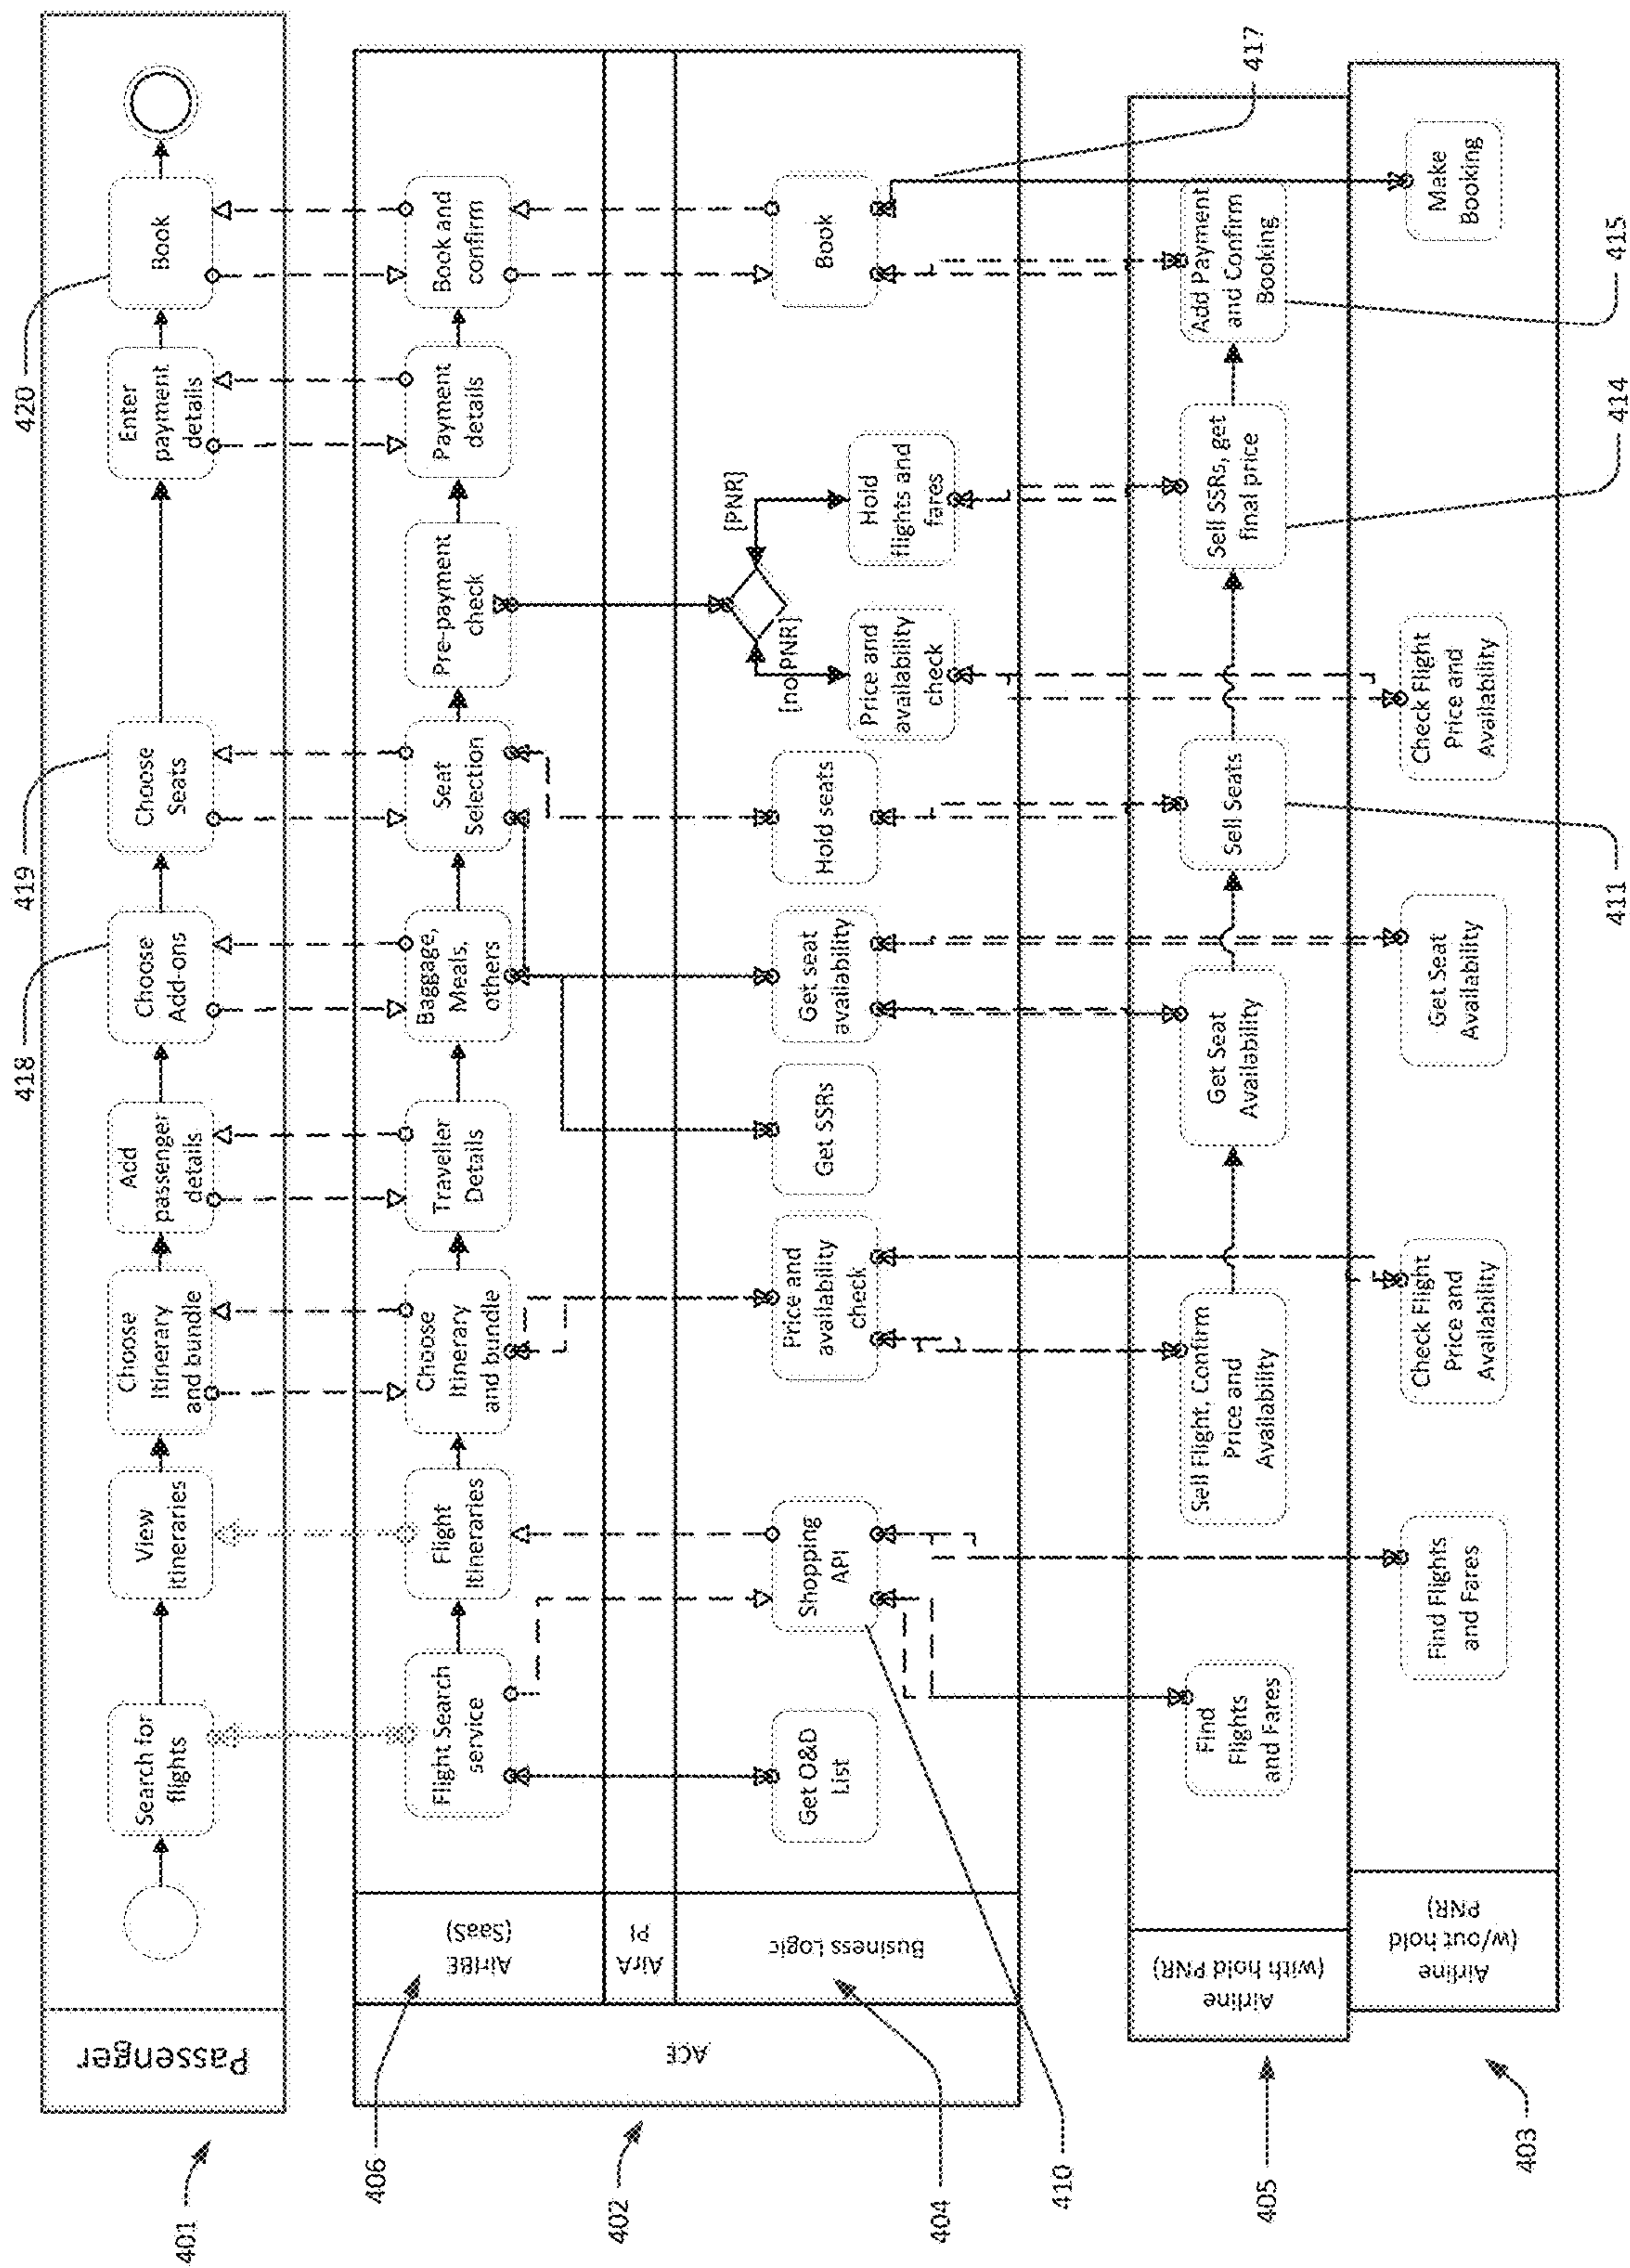 401
Passenger
Search for
flights
View
itineraries
Choose
Itinerary
and bundle
Add
passenger
details
418
Choose
Add-ons
419
Choose
Seats
Enter
payment
details
420
Book
406
402
404
410
ACE
AirIBE
(SaaS)
AirA
PI
Business Logic
Flight Search
service
Flight
Itineraries
Choose
Itinerary
and bundle
Traveller
Details
Baggage,
Meals,
others
Seat
Selection
Pre-payment
check
Payment
details
Book and
confirm
Get O&D
List
Shopping
API
Price and
availability
check
Get SSRs
Get seat
availability
Hold seats
[no PNR]
[PNR]
Price and
availability
check
Hold
flights and
fares
Book
417
405
Airline
(with hold PNR)
Find
Flights
and Fares
Sell Flight, Confirm
Price and
Availability
Get Seat
Availability
Sell Seats
411
Sell SSRs, get
final price
414
Add Payment
and Confirm
Booking
415
403
Airline
(w/out hold
PNR)
Find Flights
and Fares
Check Flight
Price and
Availability
Get Seat
Availability
Check Flight
Price and
Availability
Make
Booking